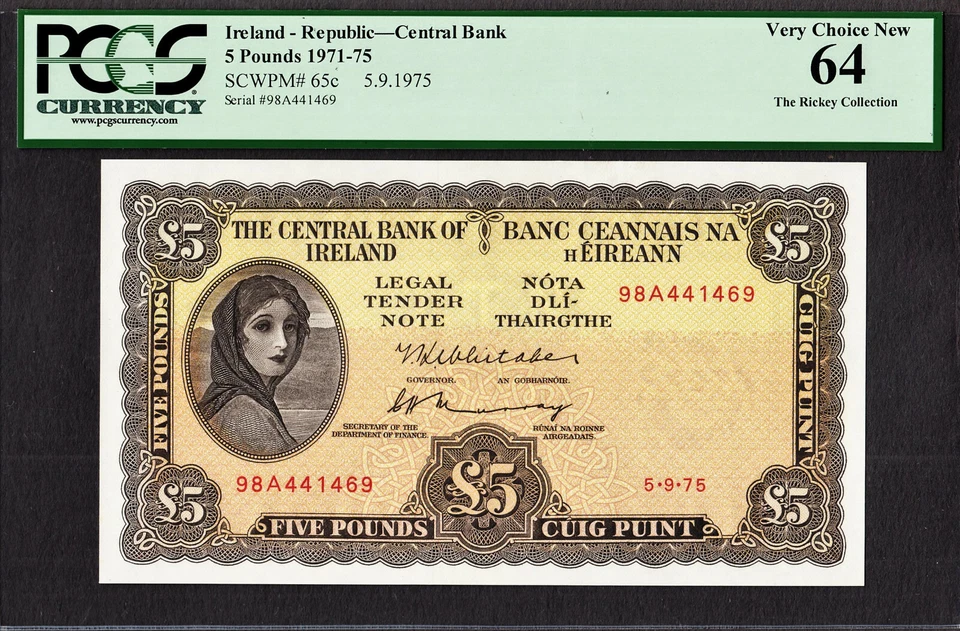 PCGS
CURRENCY
www.pcgscurrency.com
Ireland - Republic—Central Bank
5 Pounds 1971-75
SCWPM# 65c 5.9.1975
Serial #98A441469
Very Choice New
64
The Rickey Collection
£5
THE CENTRAL BANK OF
IRELAND
BANC CEANNAIS NA
hÉIREANN
£5
LEGAL
TENDER
NOTE
NÓTA
DLÍ-
THAIRGTHE
98A441469
FIVE POUNDS
CÚIG PUINT
T K Whitaker
GOVERNOR.
AN GOBHARNÓIR.
C H Murray
SECRETARY OF THE
DEPARTMENT OF FINANCE.
RÚNAÍ NA ROINNE
AIRGEADAIS.
98A441469
5·9·75
£5
£5
£5
FIVE POUNDS
CÚIG PUINT